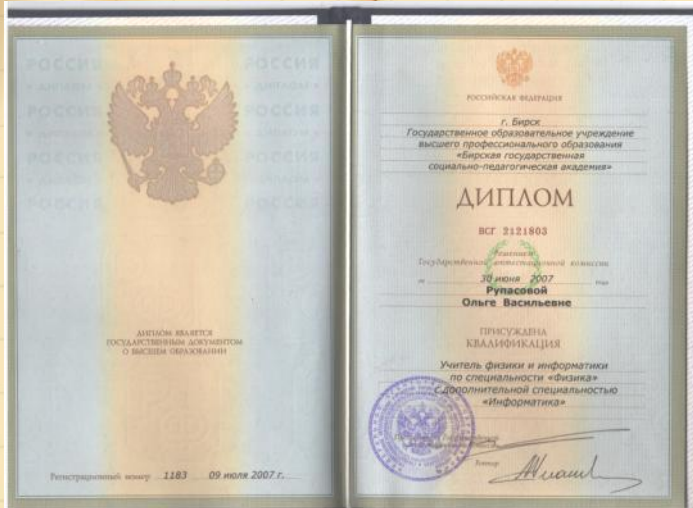 РОССИЯ РОССИЯ
РОССИЯ РОССИЯ
РОССИЯ РОССИЯ
РОССИЯ РОССИЯ
ДИПЛОМ ЯВЛЯЕТСЯ
ГОСУДАРСТВЕННЫМ ДОКУМЕНТОМ
О ВЫСШЕМ ОБРАЗОВАНИИ
Регистрационный номер 1183 09 июля 2007 г.
РОССИЙСКАЯ ФЕДЕРАЦИЯ
г. Бирск
Государственное образовательное учреждение
высшего профессионального образования
«Бирская государственная
социально-педагогическая академия»
ДИПЛОМ
ВСГ 2121803
Решением
Государственной аттестационной комиссии
от 30 июня 2007 года
Рупасовой
Ольге Васильевне
ПРИСУЖДЕНА
КВАЛИФИКАЦИЯ
Учитель физики и информатики
по специальности «Физика»
с дополнительной специальностью
«Информатика»
Ректор